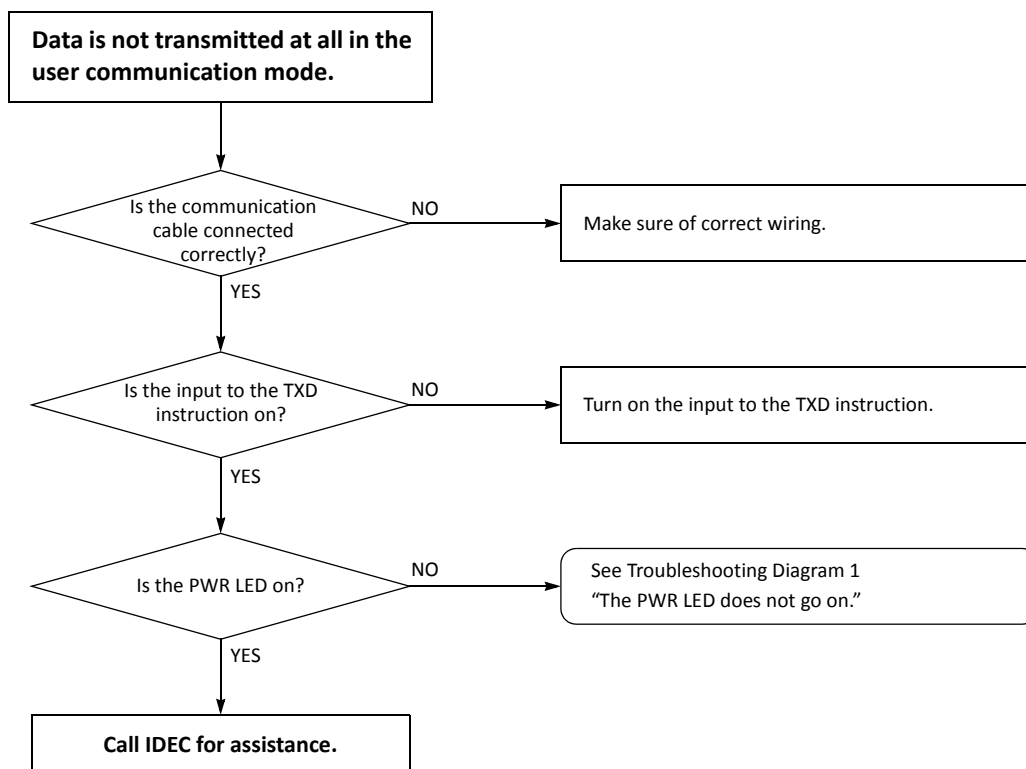 Data is not transmitted at all in the
user communication mode.
Is the communication
cable connected
correctly?
NO
Make sure of correct wiring.
YES
Is the input to the TXD
instruction on?
NO
Turn on the input to the TXD instruction.
YES
Is the PWR LED on?
NO
See Troubleshooting Diagram 1
“The PWR LED does not go on.”
YES
Call IDEC for assistance.